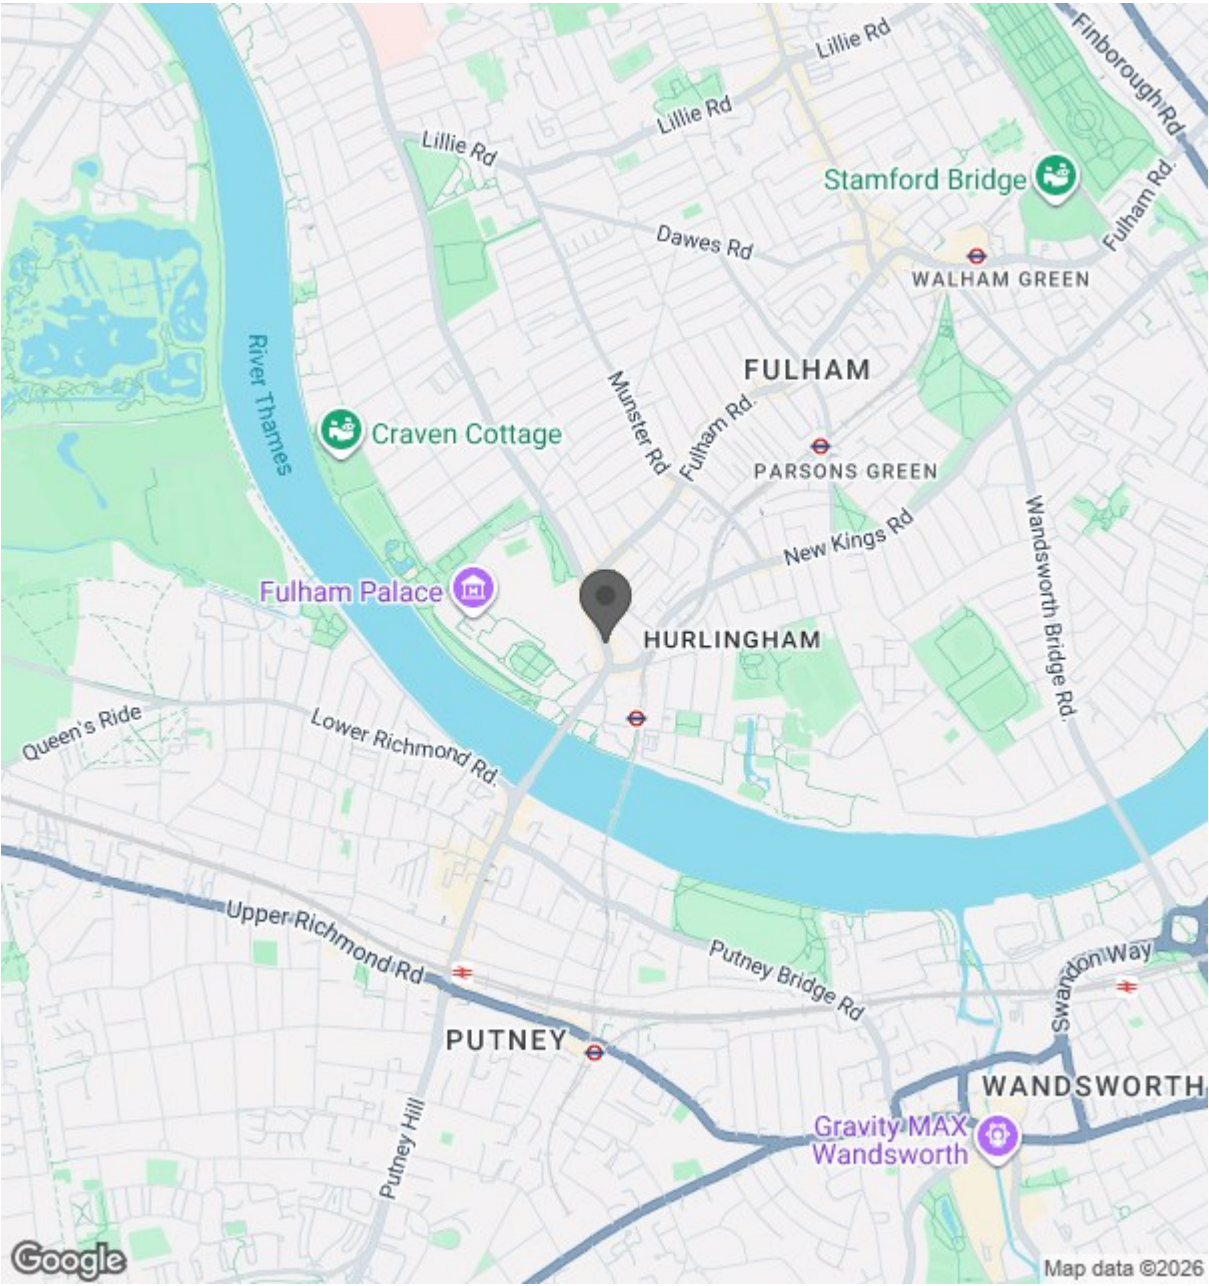 Lillie Rd
Finborough Rd
Lillie Rd
Lillie Rd
Stamford Bridge
Fulham Rd.
Dawes Rd
WALHAM GREEN
River Thames
FULHAM
Munster Rd
Fulham Rd.
Craven Cottage
PARSONS GREEN
New Kings Rd
Wandsworth Bridge Rd.
Fulham Palace
HURLINGHAM
Queen's Ride
Lower Richmond Rd.
Upper Richmond Rd
Putney Bridge Rd
Swandon Way
PUTNEY
WANDSWORTH
Putney Hill
Gravity MAX
Wandsworth
Google
Map data ©2026